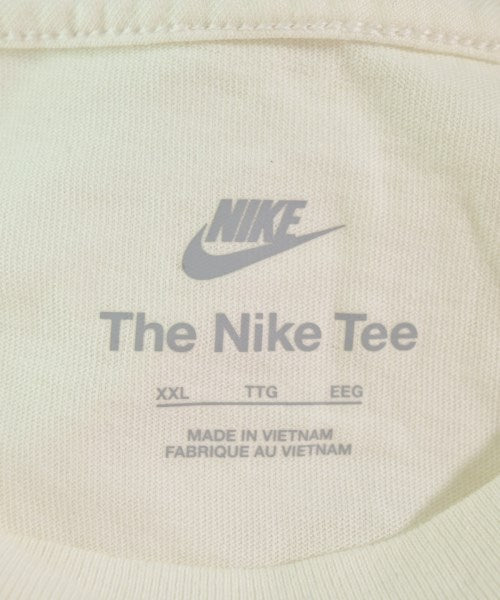 NIKE
The Nike Tee
XXL TTG EEG
MADE IN VIETNAM
FABRIQUE AU VIETNAM